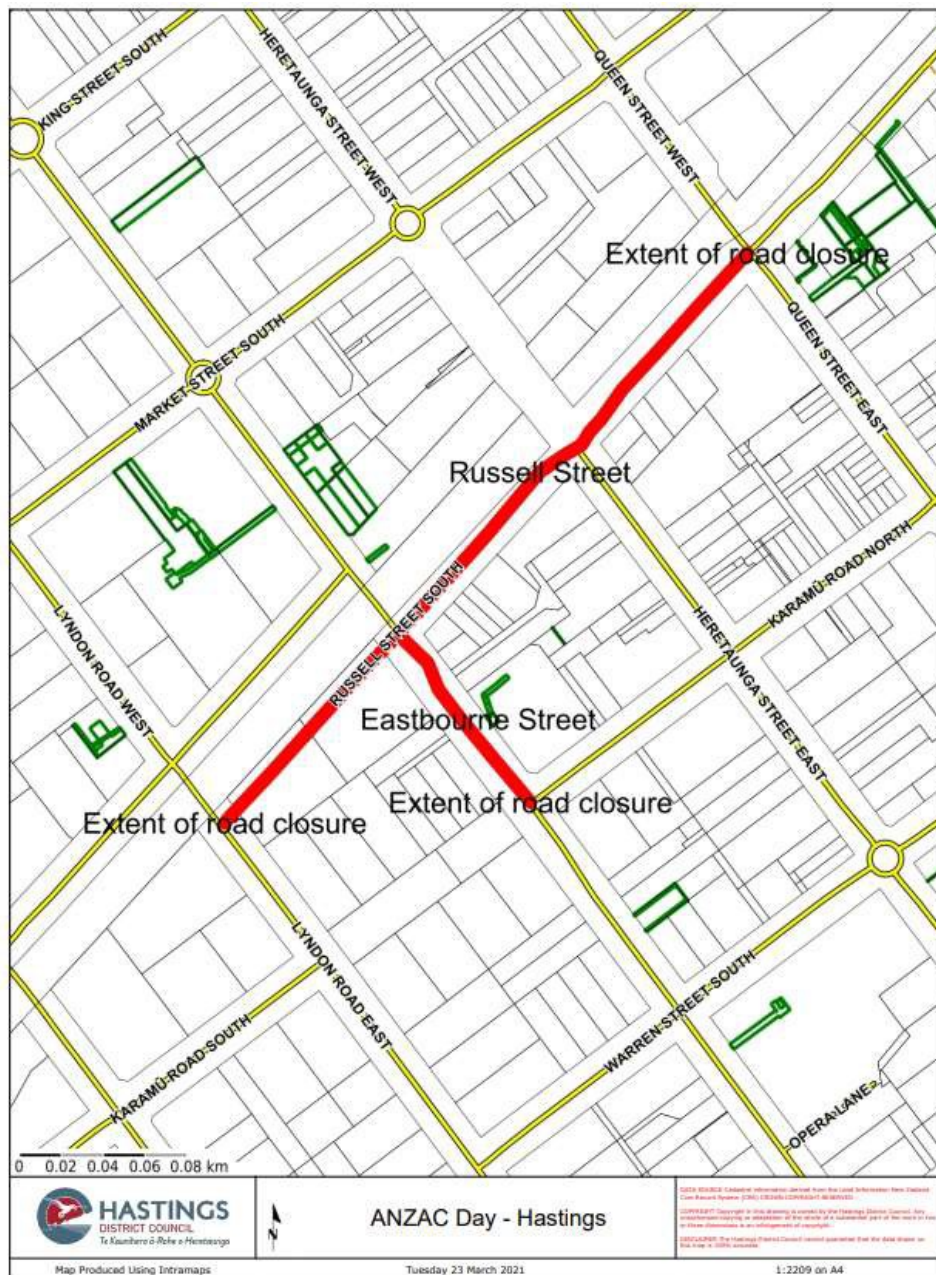 KING STREET SOUTH
HERETAUNGA STREET WEST
QUEEN STREET WEST
Extent of road closure
QUEEN STREET EAST
MARKET STREET SOUTH
Russell Street
KARAMŪ ROAD NORTH
RUSSELL STREET SOUTH
LYNDON ROAD WEST
HERETAUNGA STREET EAST
Eastbourne Street
Extent of road closure
Extent of road closure
LYNDON ROAD EAST
WARREN STREET SOUTH
KARAMŪ ROAD SOUTH
OPERA LANE
0 0.02 0.04 0.06 0.08 km
HASTINGS
DISTRICT COUNCIL
Te Kaunihera ā-Rohe o Heretaunga
N
ANZAC Day - Hastings
Map Produced Using Intramaps
Tuesday 23 March 2021
1:2209 on A4